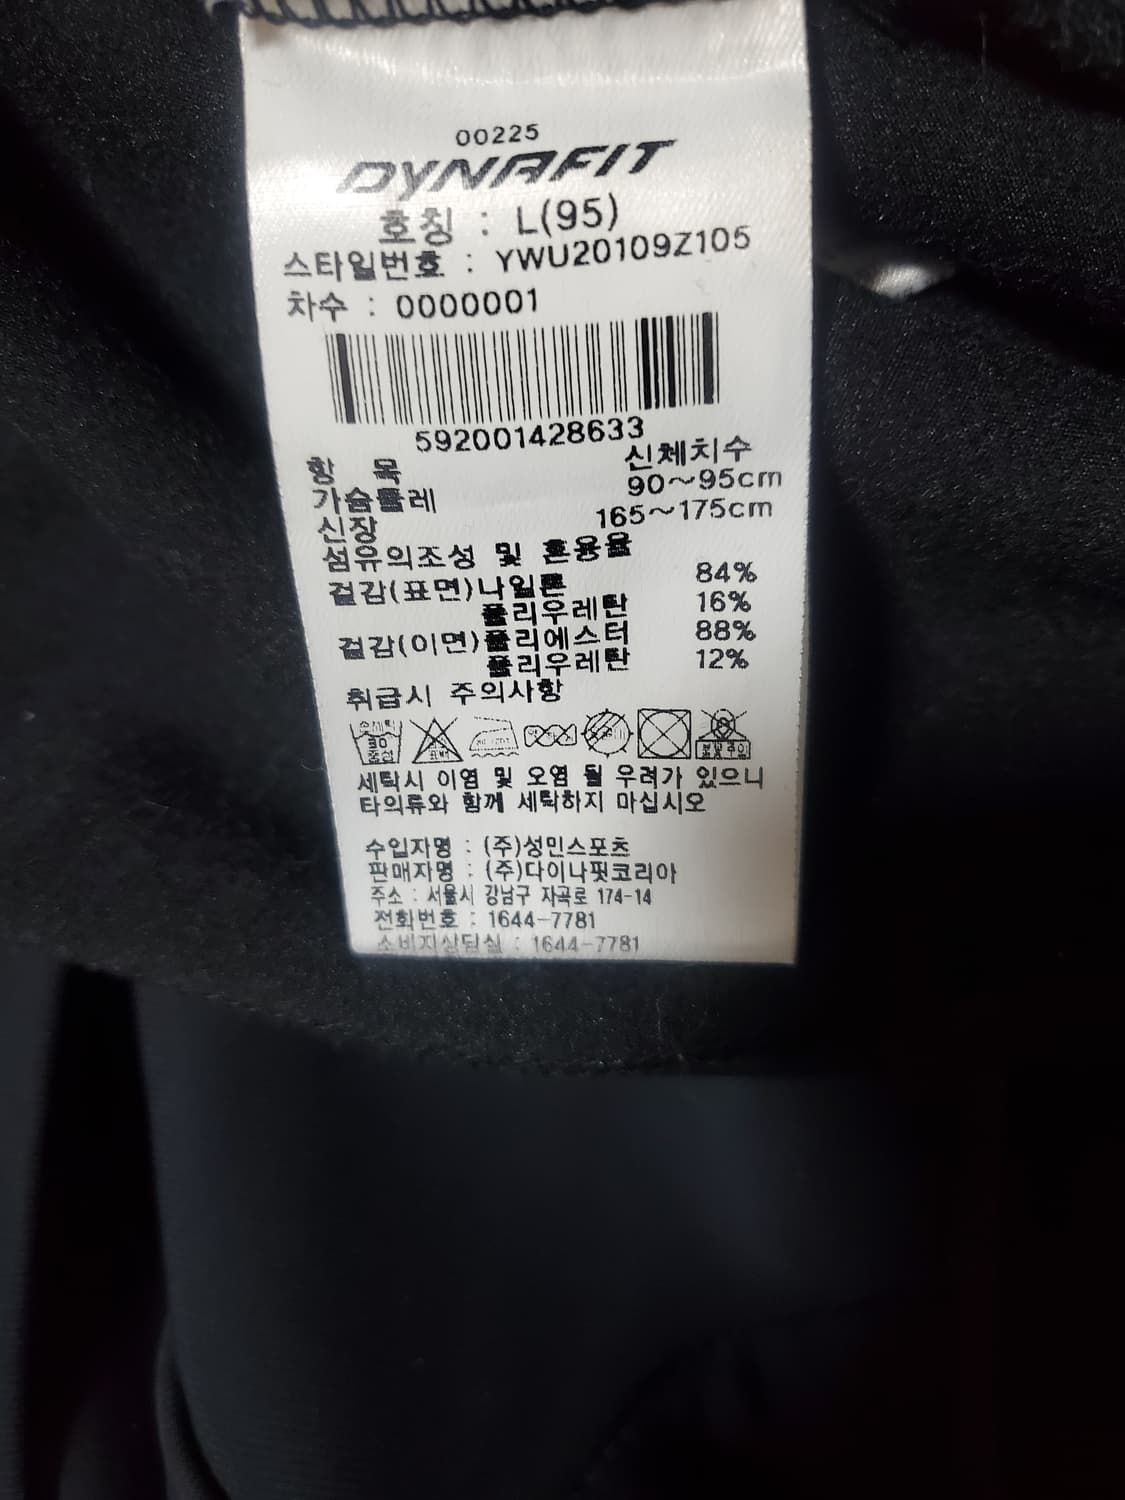 00225
DYNAFIT
호칭 : L(95)
스타일번호 : YWU20109Z105
차수 : 0000001
592001428633
항 목 신체치수
가슴둘레 90~95cm
신장 165~175cm
섬유의조성 및 혼용율
겉감(표면)나일론 84%
폴리우레탄 16%
겉감(이면)폴리에스터 88%
폴리우레탄 12%
취급시 주의사항
손세탁
30
중성
표백
세탁시 이염 및 오염 될 우려가 있으니
타의류와 함께 세탁하지 마십시오
수입자명 : (주)성민스포츠
판매자명 : (주)다이나핏코리아
주소 : 서울시 강남구 자곡로 174-14
전화번호 : 1644-7781
소비자상담실 : 1644-7781